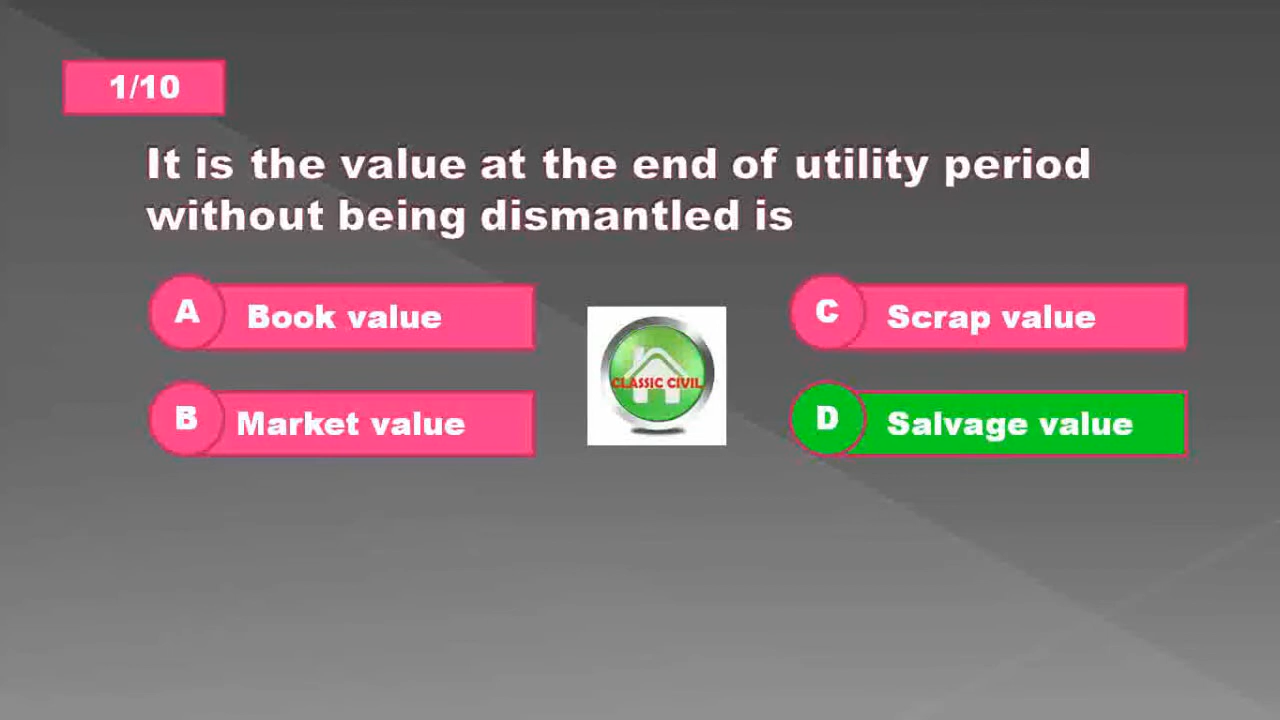 1/10
It is the value at the end of utility period
without being dismantled is
A Book value
B Market value
C Scrap value
D Salvage value
CLASSIC CIVIL